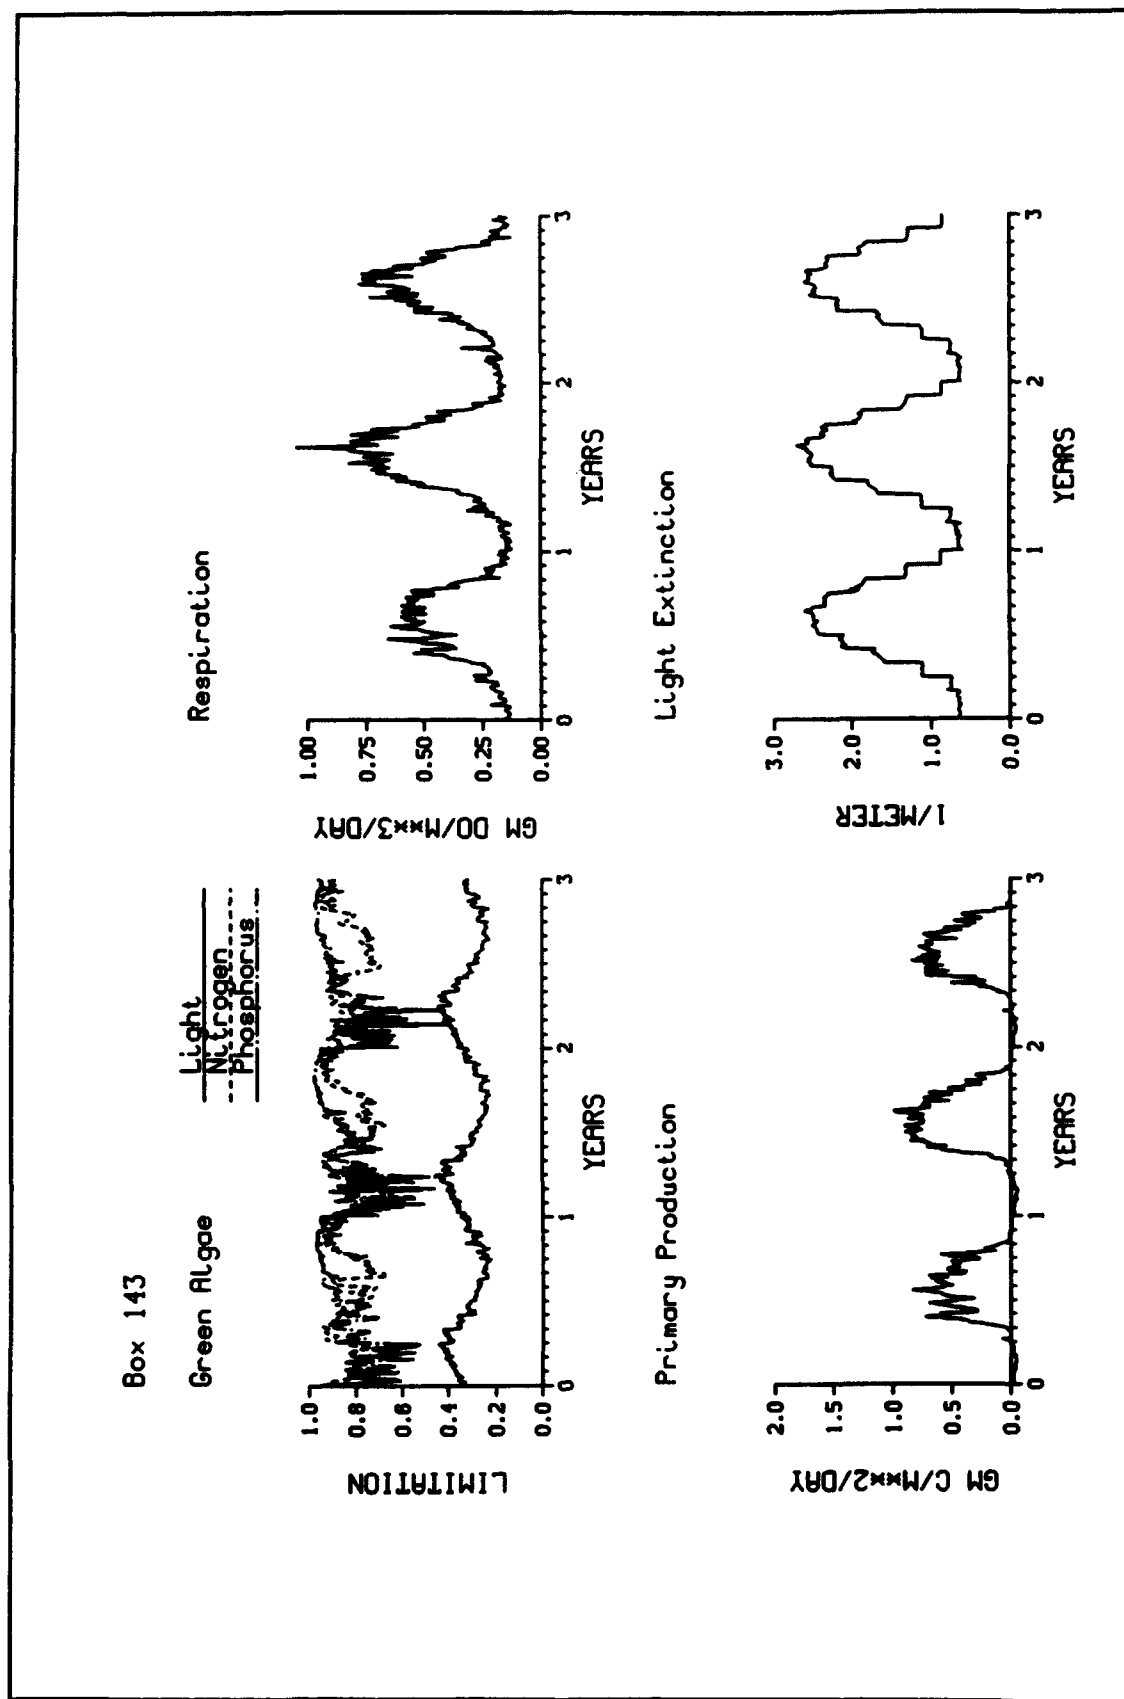 Box 143
Green Algae
Light
Nitrogen
Phosphorus
LIMITATION
1.0
0.8
0.6
0.4
0.2
0.0
0 1 2 3
YEARS
Respiration
GM DO/M**3/DAY
1.00
0.75
0.50
0.25
0.00
0 1 2 3
YEARS
Primary Production
GM C/M**2/DAY
2.0
1.5
1.0
0.5
0.0
0 1 2 3
YEARS
Light Extinction
1/METER
3.0
2.0
1.0
0.0
0 1 2 3
YEARS